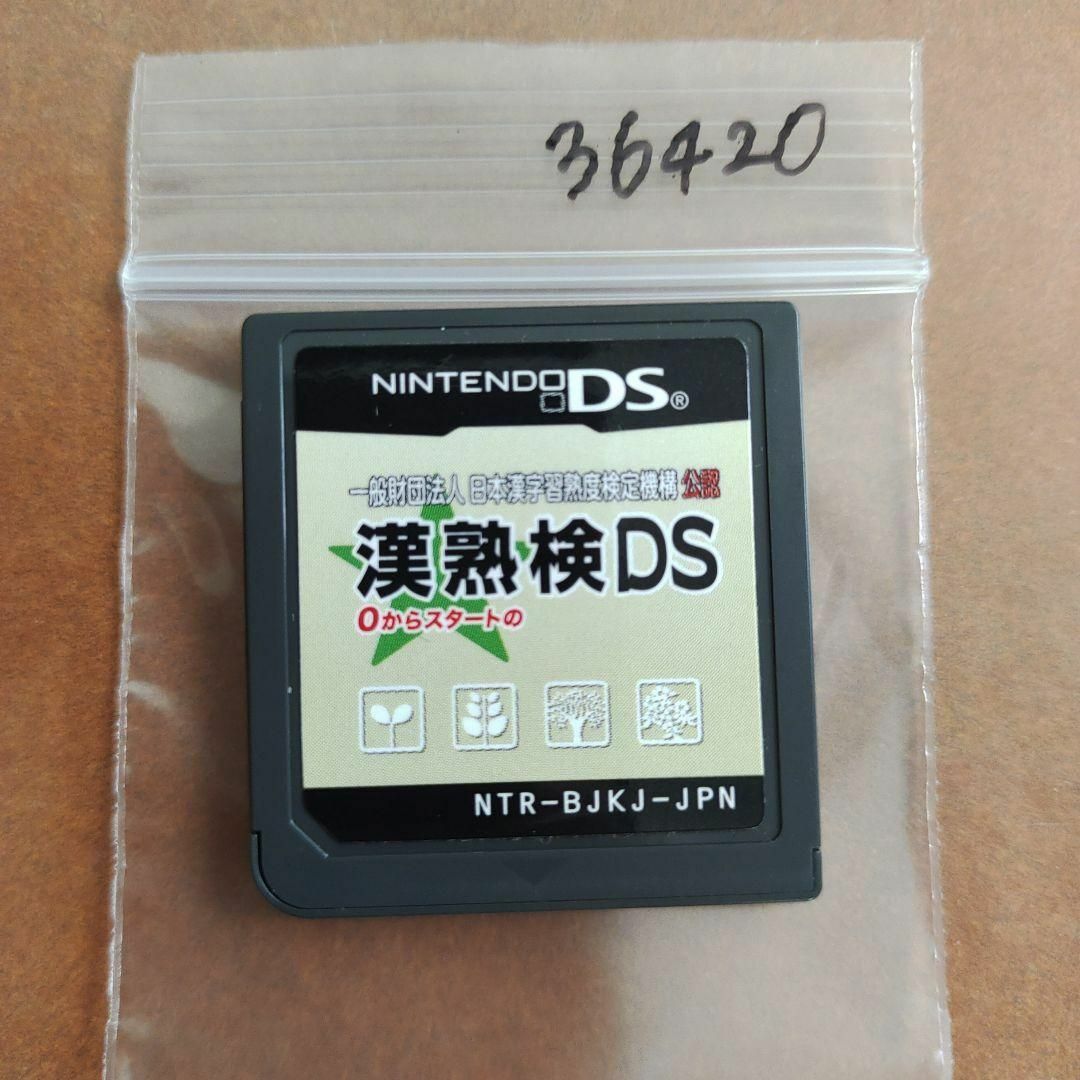 36420
NINTENDO DS®
一般財団法人 日本漢字習熟度検定機構 公認
漢熟検DS
0からスタートの
NTR-BJKJ-JPN